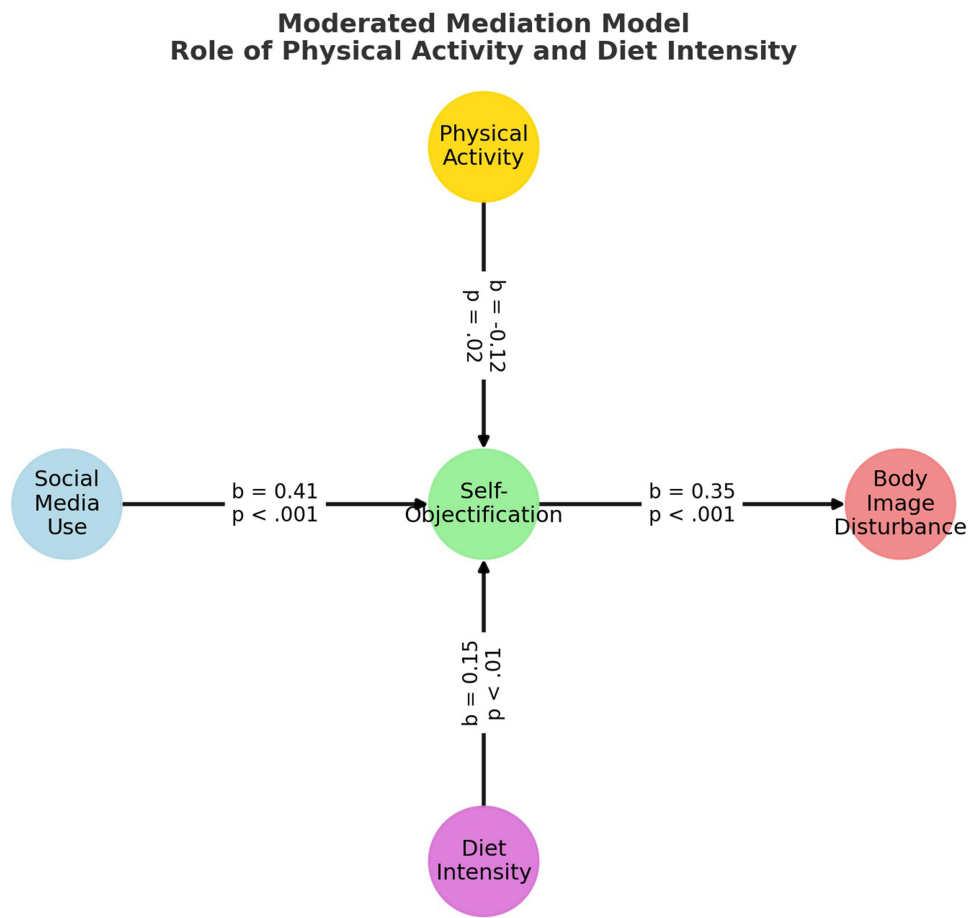 Moderated Mediation Model
Role of Physical Activity and Diet Intensity
Physical
Activity
b = -0.12
p = .02
Social
Media
Use
b = 0.41
p < .001
Self-
Objectification
b = 0.35
p < .001
Body
Image
Disturbance
b = 0.15
p < .01
Diet
Intensity